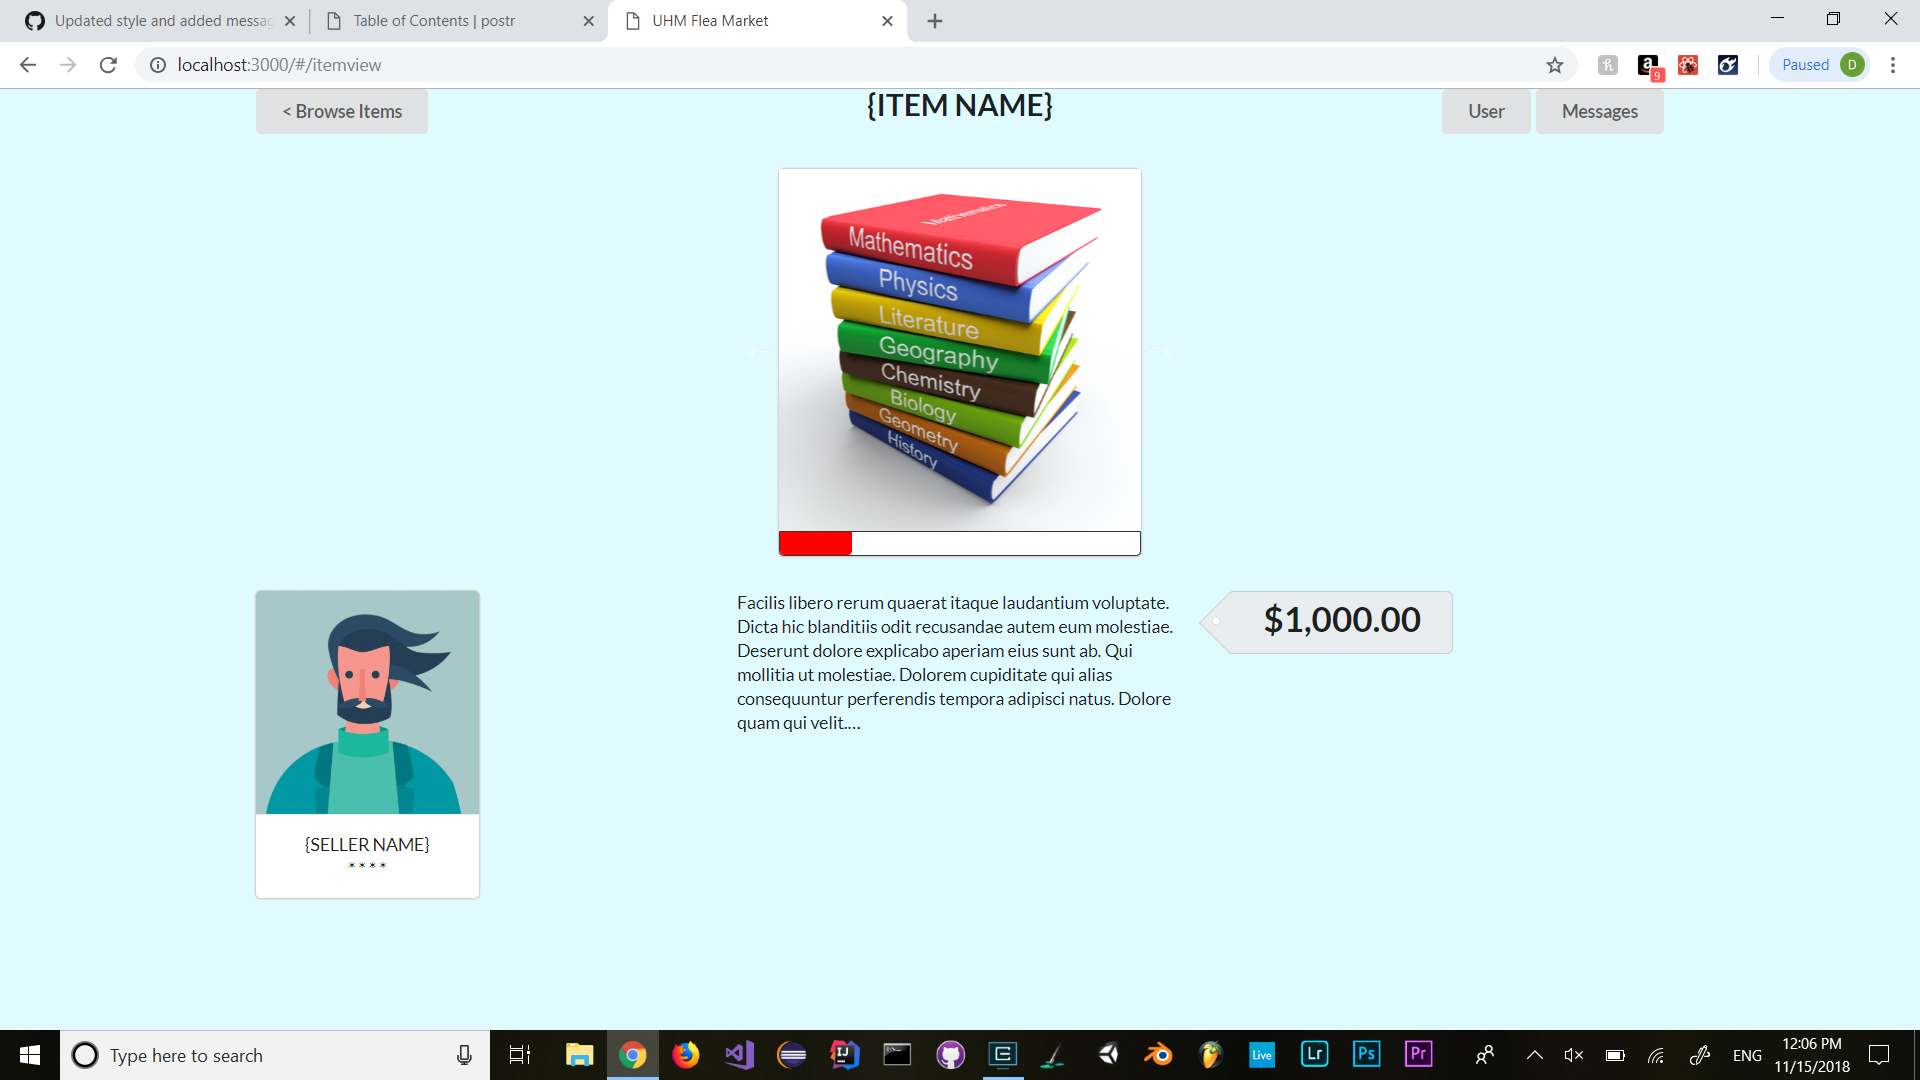 Updated style and added messag
Table of Contents | postr
UHM Flea Market
localhost:3000/#/itemview
9
Paused
D
< Browse Items
{ITEM NAME}
User
Messages
Mathematics
Mathematics
Physics
Literature
Geography
Chemistry
Biology
Geometry
History
Facilis libero rerum quaerat itaque laudantium voluptate.
Dicta hic blanditiis odit recusandae autem eum molestiae.
Deserunt dolore explicabo aperiam eius sunt ab. Qui
mollitia ut molestiae. Dolorem cupiditate qui alias
consequuntur perferendis tempora adipisci natus. Dolore
quam qui velit....
$1,000.00
{SELLER NAME}
* * * *
Type here to search
IJ
Live
Lr
Ps
Pr
ENG
12:06 PM
11/15/2018